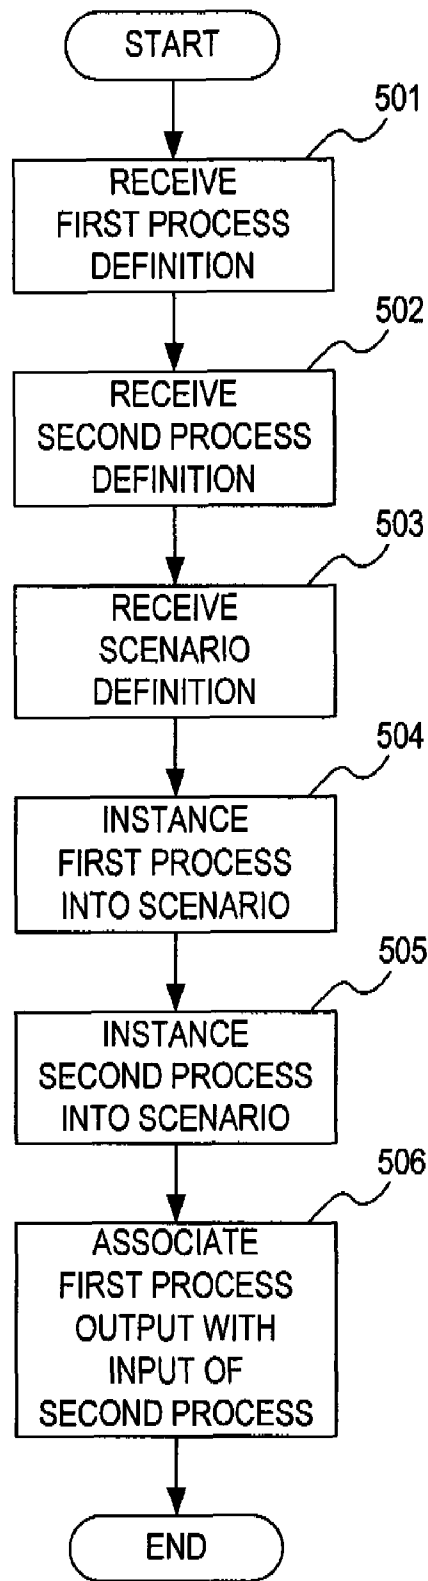 START
501
RECEIVE
FIRST PROCESS
DEFINITION
502
RECEIVE
SECOND PROCESS
DEFINITION
503
RECEIVE
SCENARIO
DEFINITION
504
INSTANCE
FIRST PROCESS
INTO SCENARIO
505
INSTANCE
SECOND PROCESS
INTO SCENARIO
506
ASSOCIATE
FIRST PROCESS
OUTPUT WITH
INPUT OF
SECOND PROCESS
END